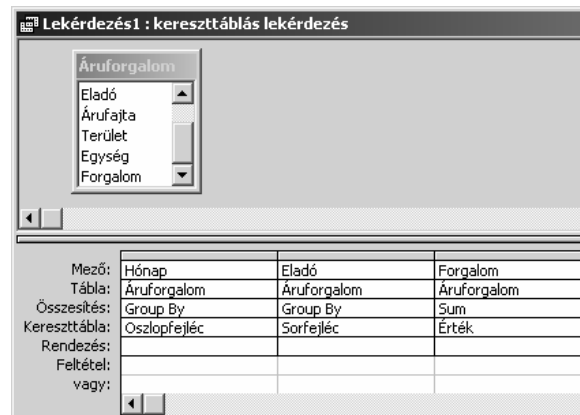 Lekérdezés1 : kereszttáblás lekérdezés
Áruforgalom
Eladó
Árufajta
Terület
Egység
Forgalom
Mező: Hónap Eladó Forgalom
Tábla: Áruforgalom Áruforgalom Áruforgalom
Összesítés: Group By Group By Sum
Kereszttábla: Oszlopfejléc Sorfejléc Érték
Rendezés:
Feltétel:
vagy: